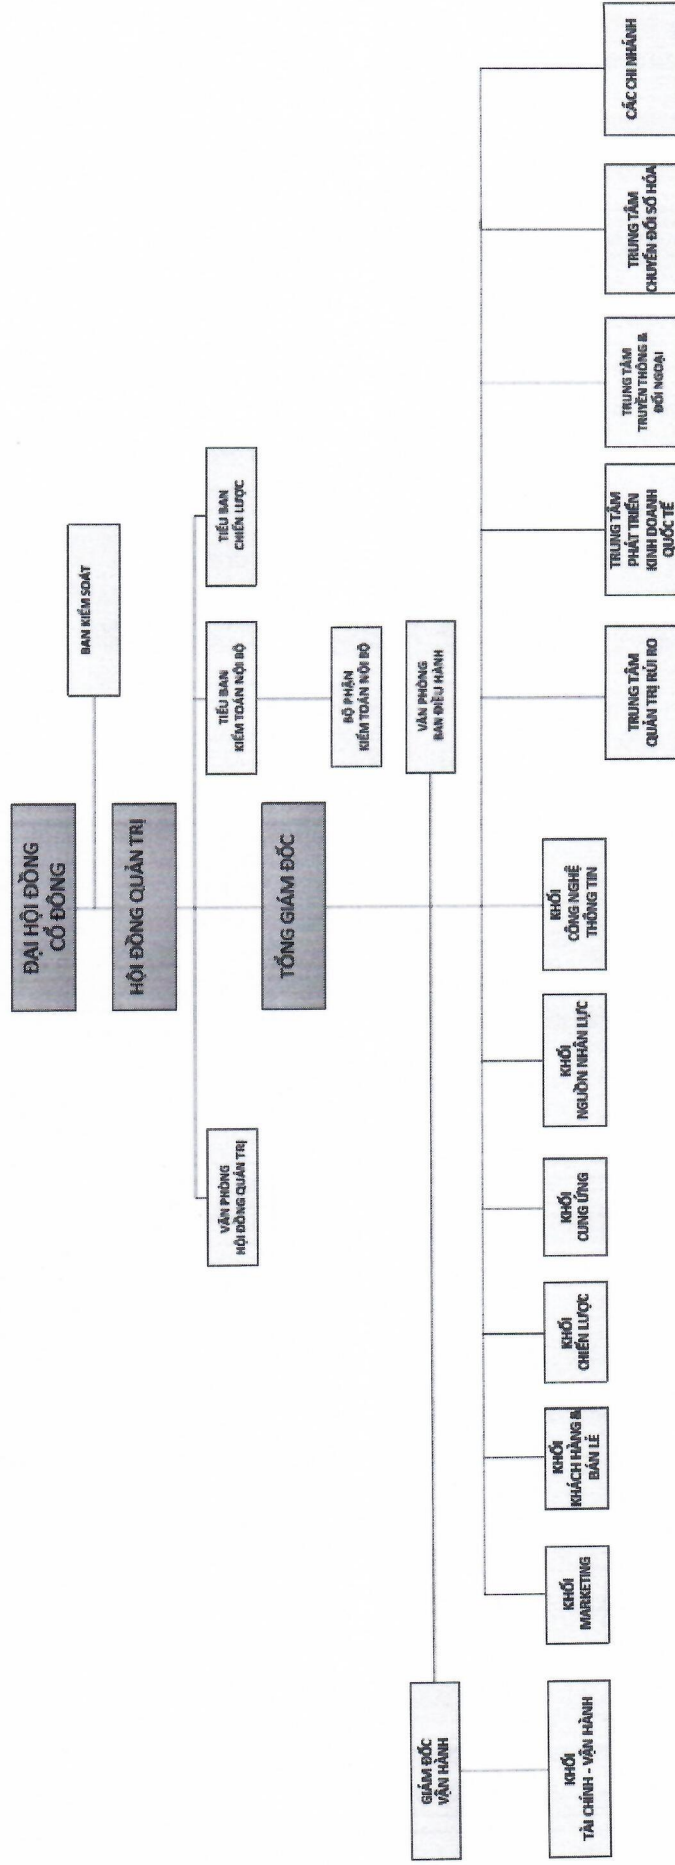 ĐẠI HỘI ĐỒNG
CỔ ĐÔNG
BAN KIỂM SOÁT
HỘI ĐỒNG QUẢN TRỊ
VĂN PHÒNG
HỘI ĐỒNG QUẢN TRỊ
TIỂU BAN
KIỂM TOÁN NỘI BỘ
TIỂU BAN
CHIẾN LƯỢC
TỔNG GIÁM ĐỐC
BỘ PHẬN
KIỂM TOÁN NỘI BỘ
GIÁM ĐỐC
VẬN HÀNH
VĂN PHÒNG
BAN ĐIỀU HÀNH
KHỐI
TÀI CHÍNH - VẬN HÀNH
KHỐI
MARKETING
KHỐI
KHÁCH HÀNG &
BÁN LẺ
KHỐI
CHIẾN LƯỢC
KHỐI
CUNG ỨNG
KHỐI
NGUỒN NHÂN LỰC
KHỐI
CÔNG NGHỆ
THÔNG TIN
TRUNG TÂM
QUẢN TRỊ RỦI RO
TRUNG TÂM
PHÁT TRIỂN
KINH DOANH
QUỐC TẾ
TRUNG TÂM
TRUYỀN THÔNG &
ĐỐI NGOẠI
TRUNG TÂM
CHUYỂN ĐỔI SỐ HÓA
CÁC CHI NHÁNH